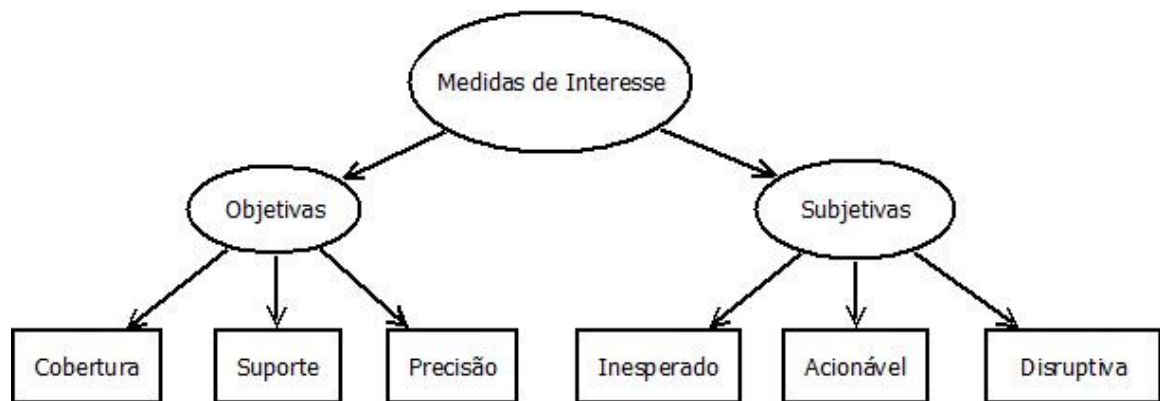 Medidas de Interesse
Objetivas
Subjetivas
Cobertura
Suporte
Precisão
Inesperado
Acionável
Disruptiva